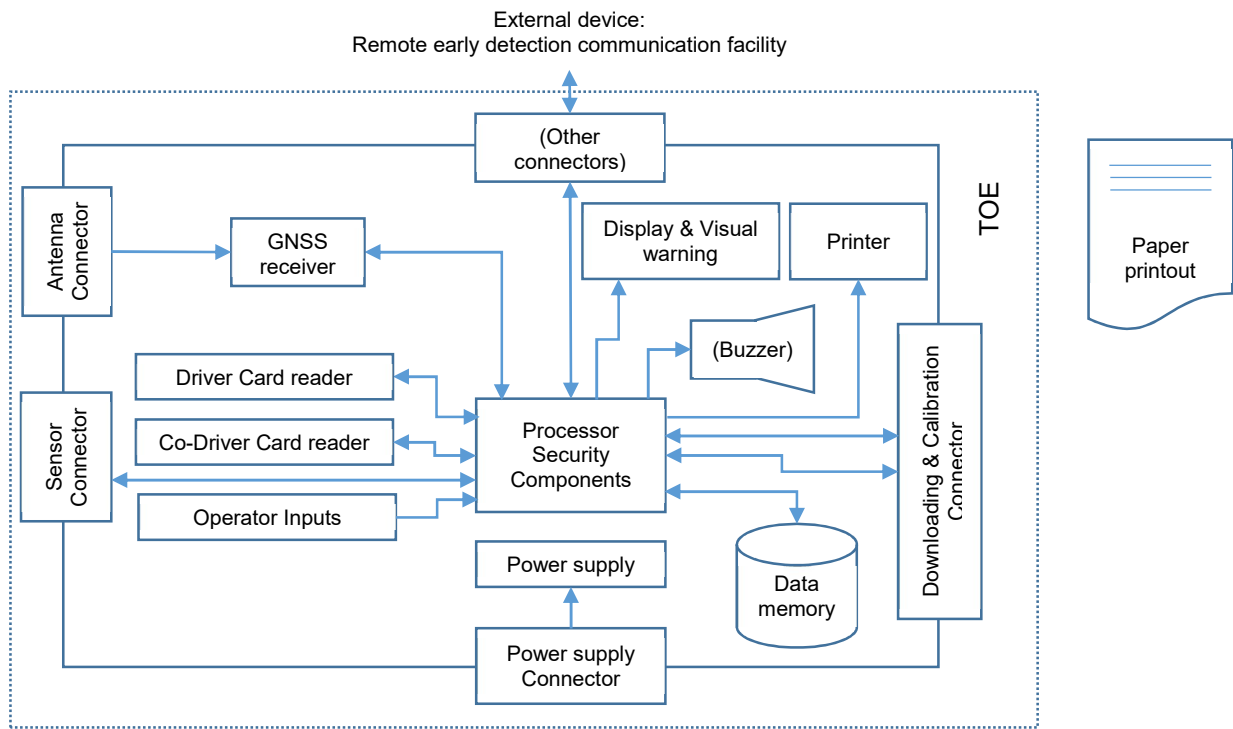 External device:
Remote early detection communication facility
(Other
connectors)
TOE
Antenna
Connector
GNSS
receiver
Display & Visual
warning
Printer
Paper
printout
(Buzzer)
Driver Card reader
Co-Driver Card reader
Sensor
Connector
Operator Inputs
Processor
Security
Components
Downloading & Calibration
Connector
Power supply
Data
memory
Power supply
Connector